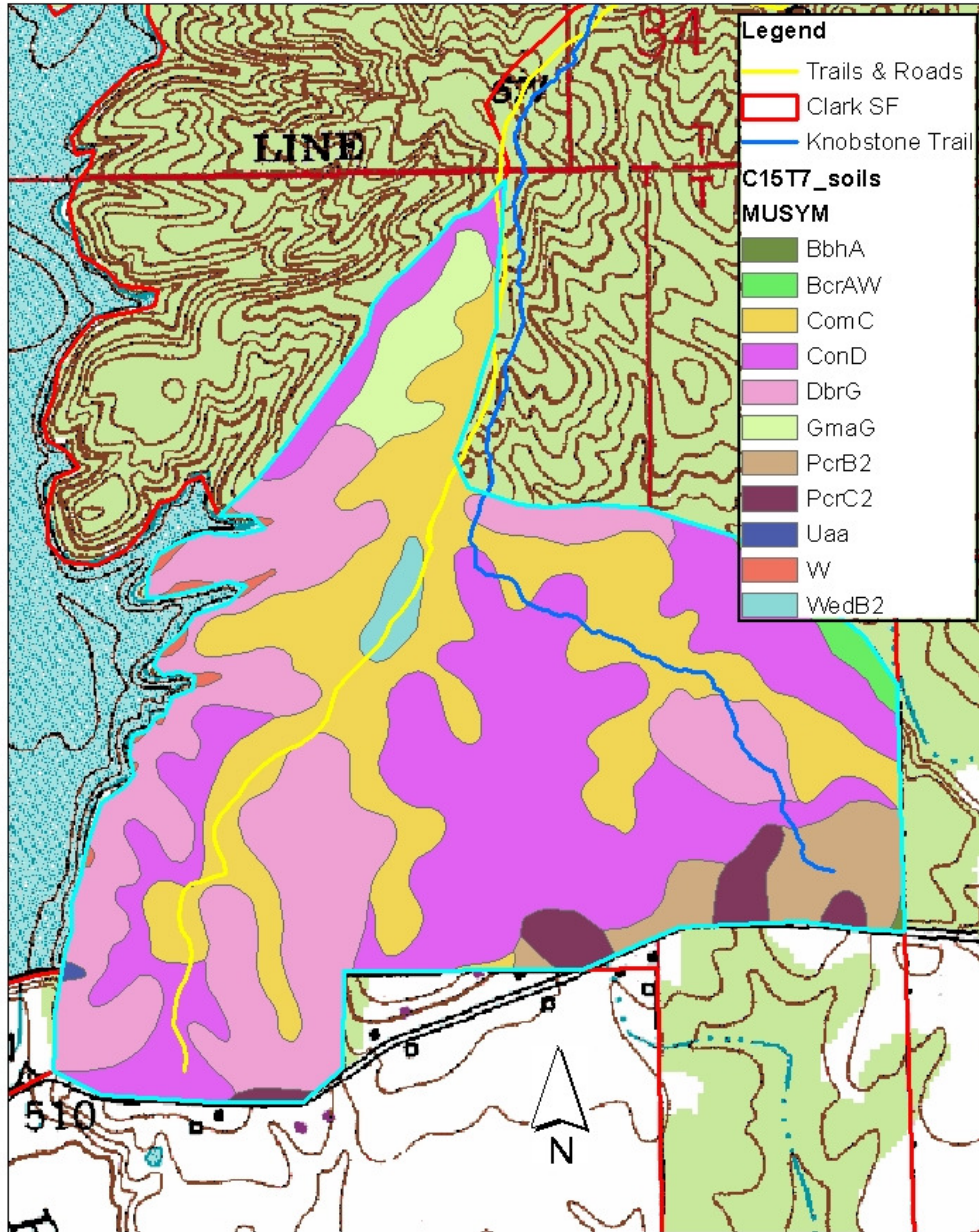 34
LINE
T
T
510
N
Legend
Trails & Roads
Clark SF
Knobstone Trail
C15T7_soils
MUSYM
BbhA
BcrAW
ComC
ConD
DbrG
GmaG
PcrB2
PcrC2
Uaa
W
WedB2